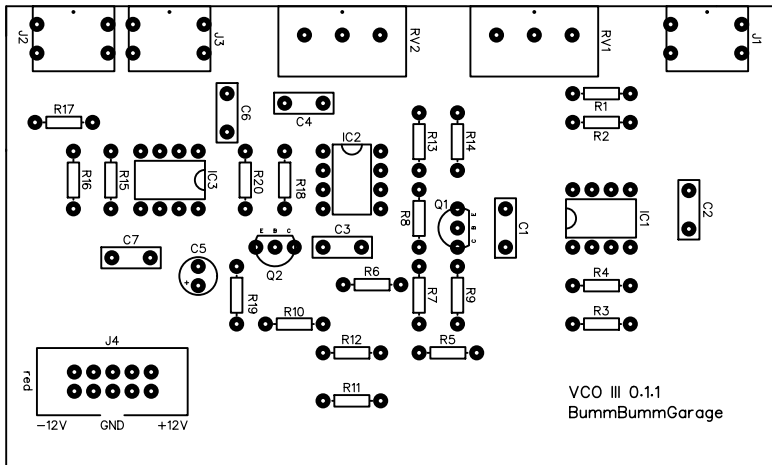 J2
J3
RV2
RV1
J1
R1
R17
C6
C4
R2
IC2
R13
R14
R16
R15
IC3
R20
R18
Q1
E
B
C
R8
C1
IC1
C2
C7
C5
+
E B C
Q2
C3
R6
R4
R19
R7
R9
R10
R3
J4
R12
R5
red
R11
VCO III 0.1.1
BummBummGarage
-12V GND +12V